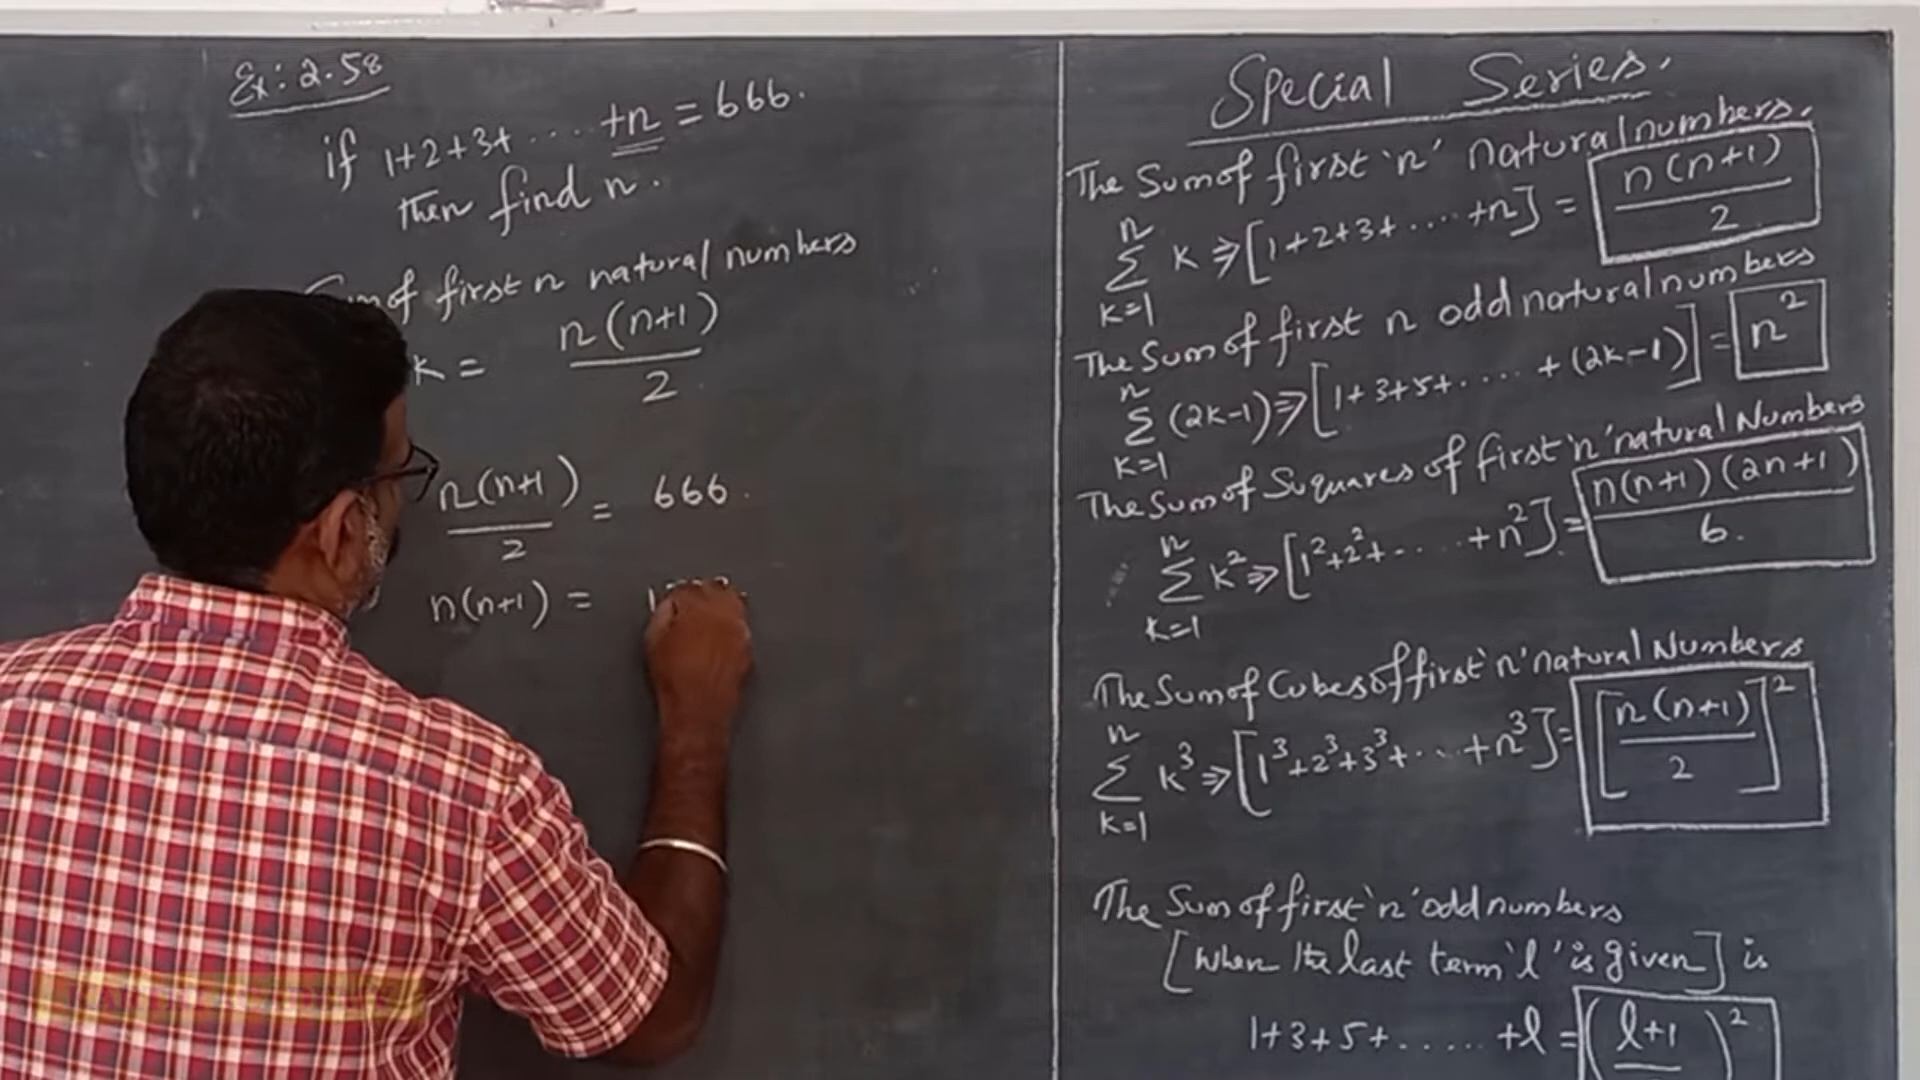 Ex: 2.58
if 1+2+3+ ..... +n = 666.
then find n.
of first n natural numbers
k = n(n+1)/2
n(n+1)/2 = 666.
n(n+1) =
Special Series.
The Sum of first 'n' natural numbers.
n
Σ k ⇒ [1+2+3+ .... +n] = n(n+1)/2
k=1
The Sum of first n odd natural numbers
n
Σ (2k-1) ⇒ [1+3+5+ ..... +(2k-1)] = n²
k=1
The Sum of Suquares of first 'n' natural Numbers
n
Σ k² ⇒ [1²+2²+ .... +n²] = n(n+1)(2n+1)/6.
k=1
The Sum of Cubes of first 'n' natural Numbers
n
Σ k³ ⇒ [1³+2³+3³+ ... +n³] = [n(n+1)/2]²
k=1
The Sum of first 'n' odd numbers
[when the last term 'l' is given] is
1+3+5+ ...... +l = (l+1)²